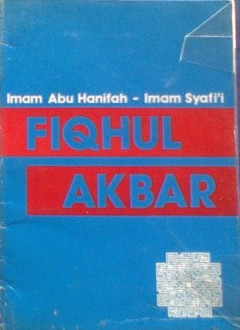 Imam Abu Hanifah - Imam Syafi'i
FIQHUL
AKBAR